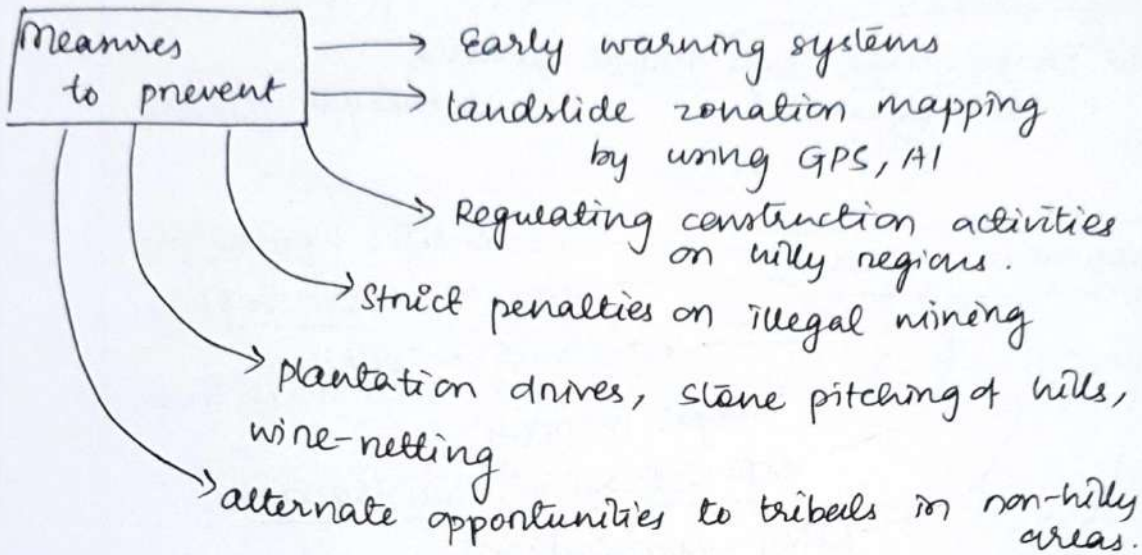 Measures
to prevent
Early warning systems
landslide zonation mapping
by using GPS, AI
Regulating construction activities
on hilly regions.
Strict penalties on illegal mining
plantation drives, stone pitching of hills,
wire-netting
alternate opportunities to tribals in non-hilly
areas.